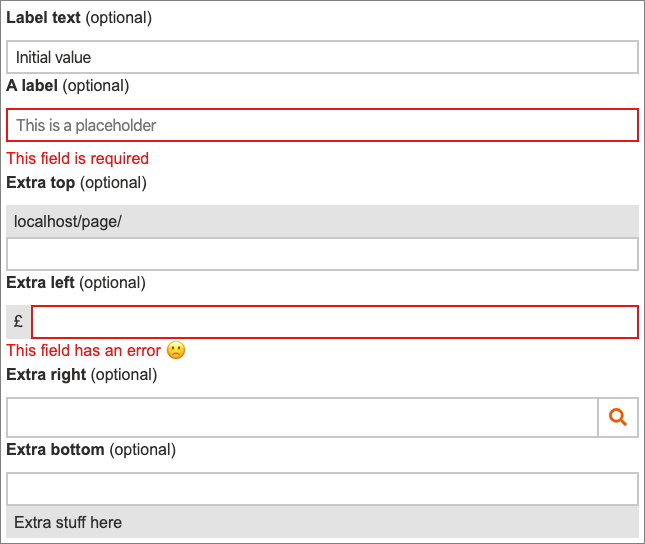 Label text (optional)
Initial value
A label (optional)
This is a placeholder
This field is required
Extra top (optional)
localhost/page/
Extra left (optional)
£
This field has an error 🙁
Extra right (optional)
Extra bottom (optional)
Extra stuff here